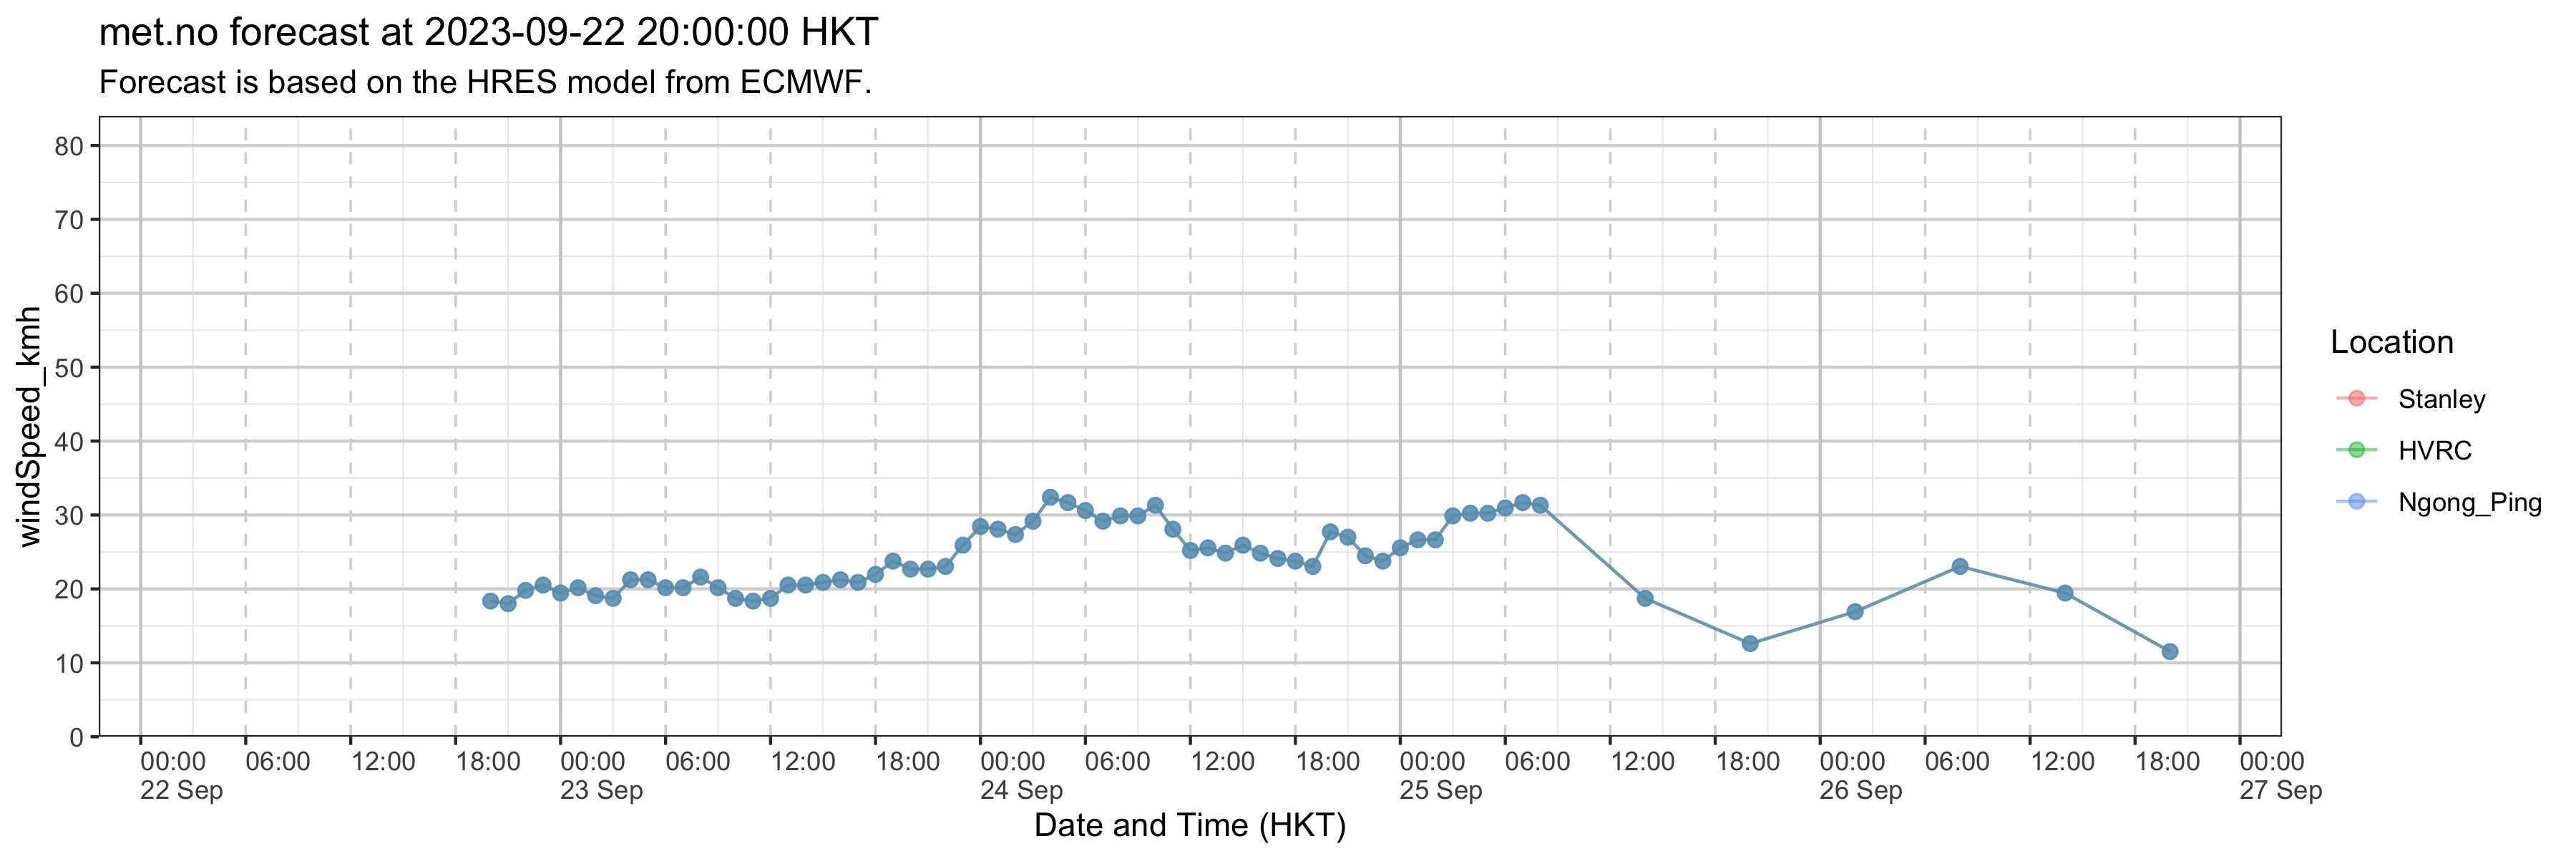 met.no forecast at 2023-09-22 20:00:00 HKT
Forecast is based on the HRES model from ECMWF.
windSpeed_kmh
80
70
60
50
40
30
20
10
0
00:00 06:00 12:00 18:00 00:00 06:00 12:00 18:00 00:00 06:00 12:00 18:00 00:00 06:00 12:00 18:00 00:00 06:00 12:00 18:00 00:00
22 Sep 23 Sep 24 Sep 25 Sep 26 Sep 27 Sep
Date and Time (HKT)
Location
Stanley
HVRC
Ngong_Ping